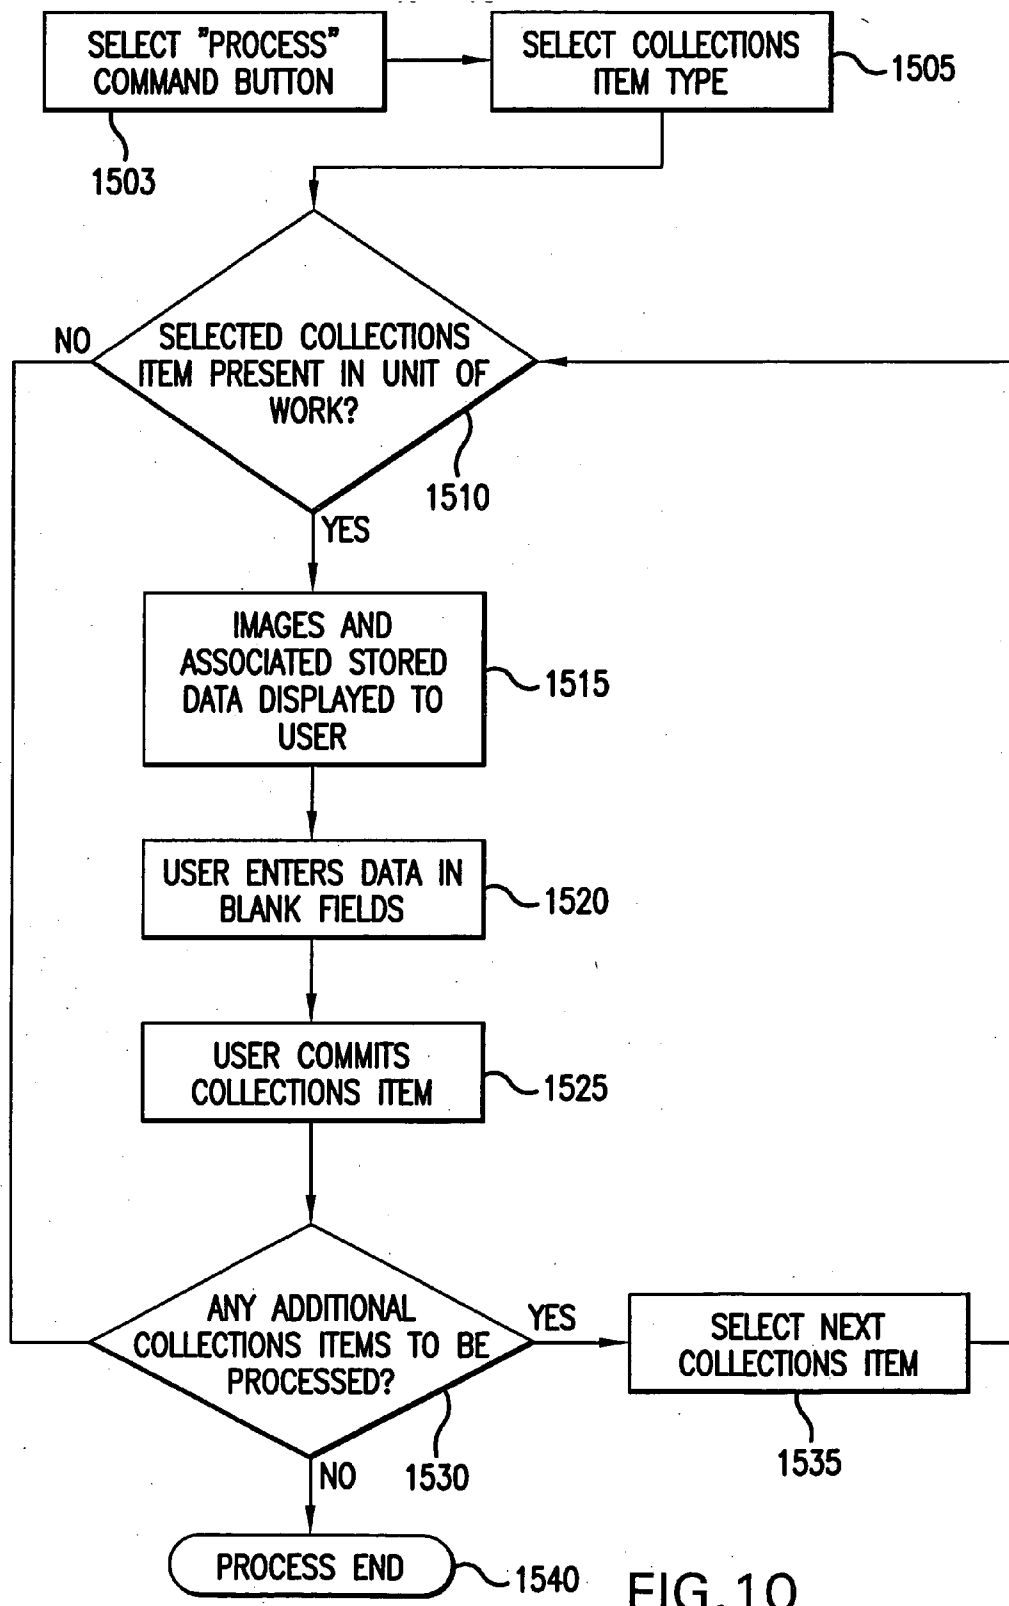 SELECT "PROCESS"
COMMAND BUTTON
SELECT COLLECTIONS
ITEM TYPE
1505
1503
NO
SELECTED COLLECTIONS
ITEM PRESENT IN UNIT OF
WORK?
1510
YES
IMAGES AND
ASSOCIATED STORED
DATA DISPLAYED TO
USER
1515
USER ENTERS DATA IN
BLANK FIELDS
1520
USER COMMITS
COLLECTIONS ITEM
1525
ANY ADDITIONAL
COLLECTIONS ITEMS TO BE
PROCESSED?
YES
SELECT NEXT
COLLECTIONS ITEM
1530
1535
NO
PROCESS END
1540
FIG.10